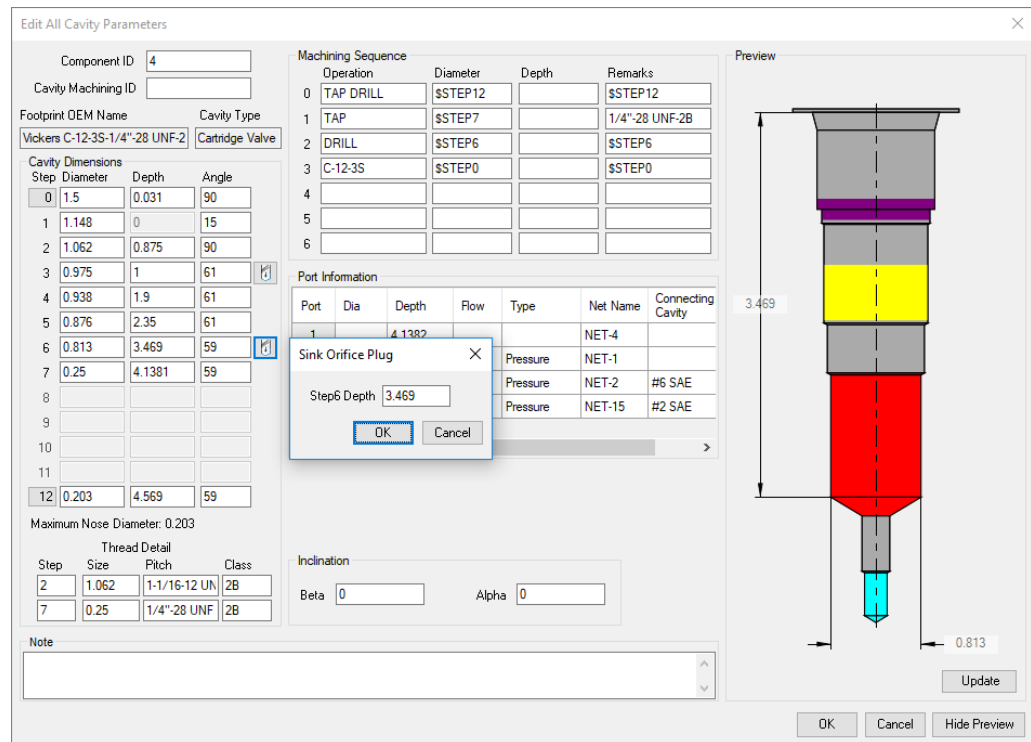 Edit All Cavity Parameters
Component ID 4
Cavity Machining ID
Footprint OEM Name Cavity Type
Vickers C-12-3S-1/4"-28 UNF-2 Cartridge Valve
Cavity Dimensions
Step Diameter Depth Angle
0 1.5 0.031 90
1 1.148 0 15
2 1.062 0.875 90
3 0.975 1 61
4 0.938 1.9 61
5 0.876 2.35 61
6 0.813 3.469 59
7 0.25 4.1381 59
8
9
10
11
12 0.203 4.569 59
Maximum Nose Diameter: 0.203
Thread Detail
Step Size Pitch Class
2 1.062 1-1/16-12 UN 2B
7 0.25 1/4"-28 UNF 2B
Machining Sequence
Operation Diameter Depth Remarks
0 TAP DRILL $STEP12 $STEP12
1 TAP $STEP7 1/4"-28 UNF-2B
2 DRILL $STEP6 $STEP6
3 C-12-3S $STEP0 $STEP0
4
5
6
Port Information
Port Dia Depth Flow Type Net Name Connecting
Cavity
1 4.1382 NET-4
Pressure NET-1
Pressure NET-2 #6 SAE
Pressure NET-15 #2 SAE
Sink Orifice Plug
Step6 Depth 3.469
OK Cancel
Inclination
Beta 0 Alpha 0
Note
Preview
3.469
0.813
Update
OK Cancel Hide Preview